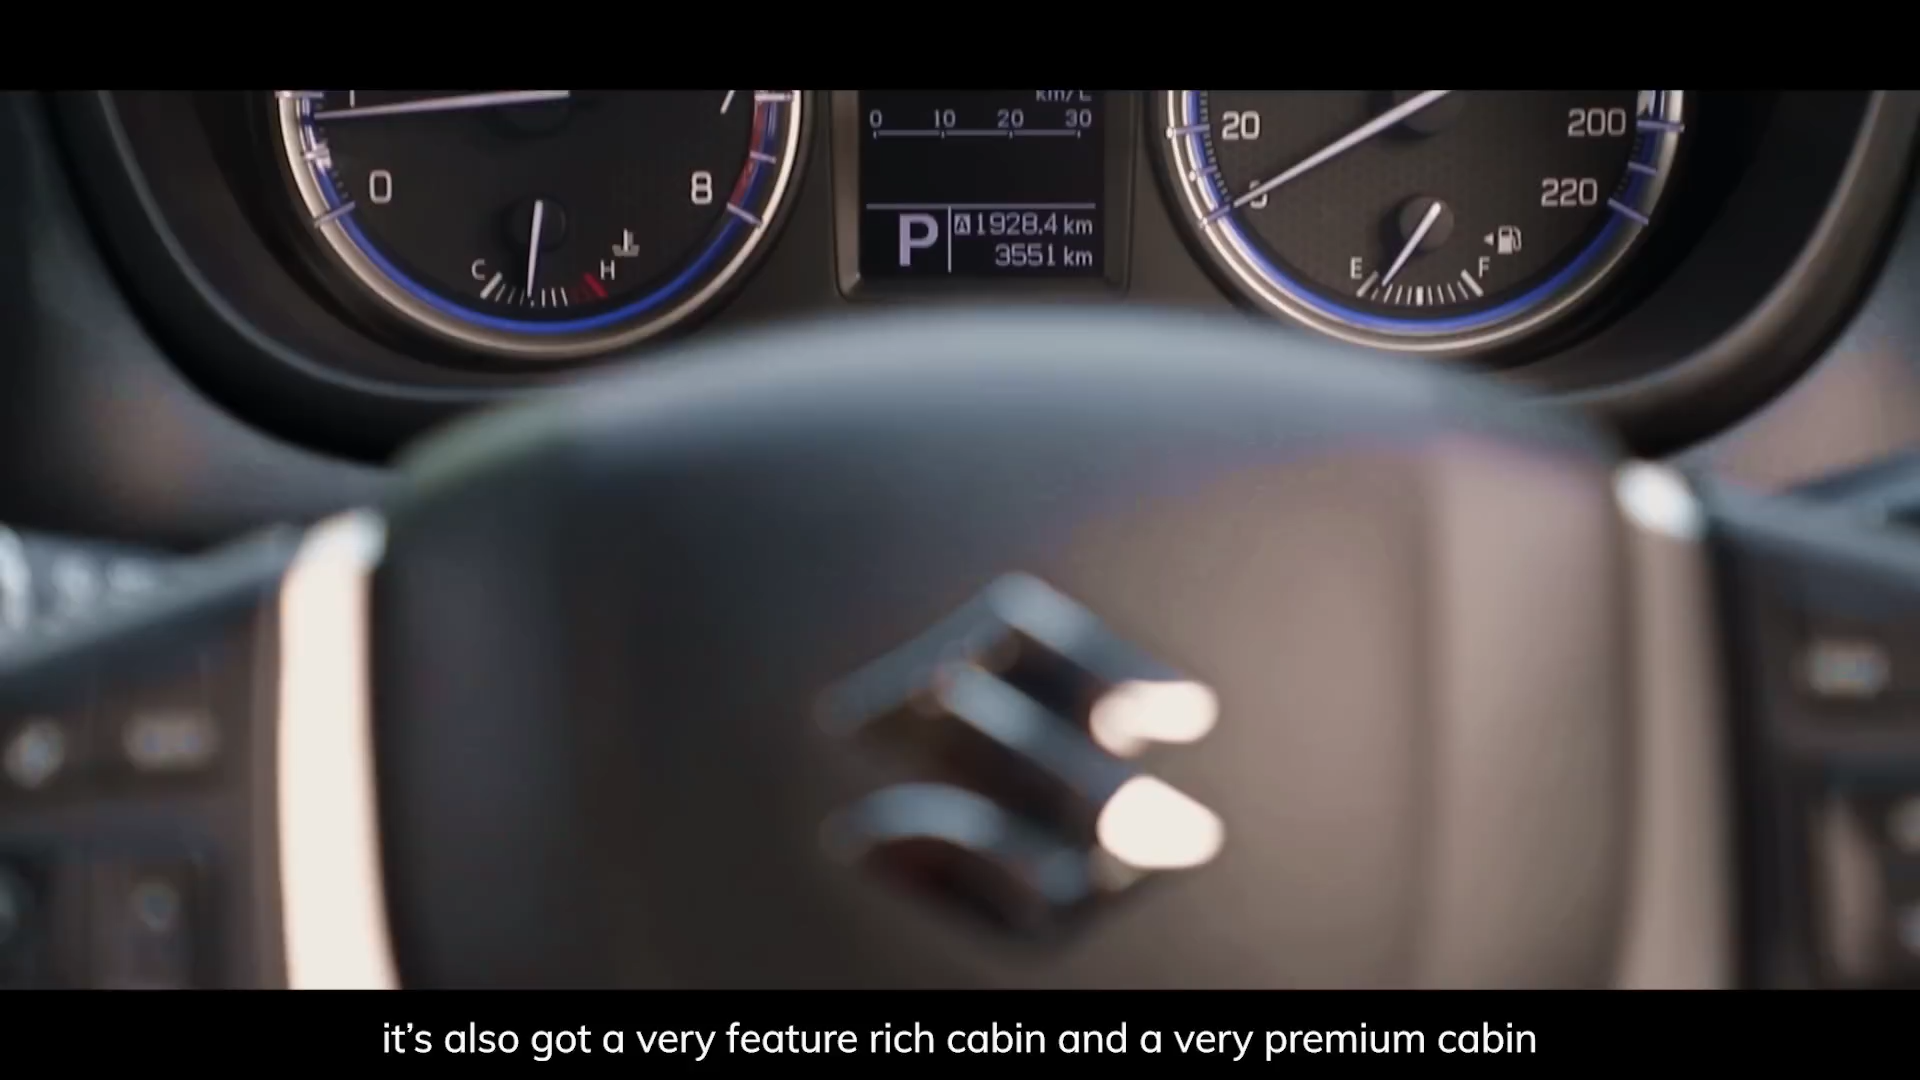 km/L
0 10 20 30
7
20
200
0
8
220
P
A 1928.4 km
3551 km
C H
E F
it's also got a very feature rich cabin and a very premium cabin